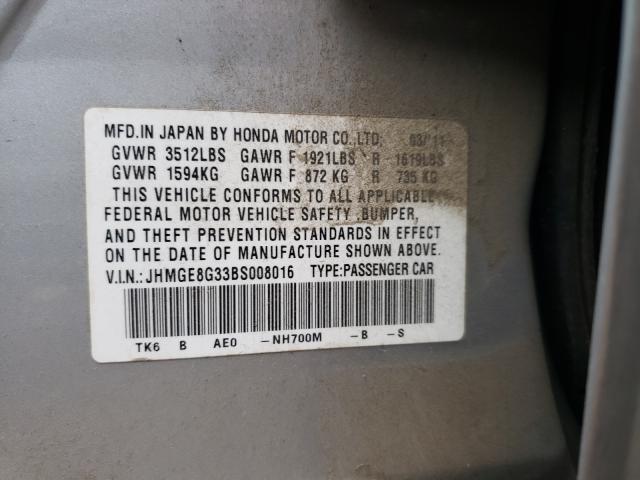 MFD.IN JAPAN BY HONDA MOTOR CO.,LTD. 03/11
GVWR 3512LBS GAWR F 1921LBS R 1619LBS
GVWR 1594KG GAWR F 872 KG R 735 KG
THIS VEHICLE CONFORMS TO ALL APPLICABLE
FEDERAL MOTOR VEHICLE SAFETY ,BUMPER,
AND THEFT PREVENTION STANDARDS IN EFFECT
ON THE DATE OF MANUFACTURE SHOWN ABOVE.
V.I.N.: JHMGE8G33BS008016 TYPE:PASSENGER CAR
TK6 B AE0 -NH700M -B -S